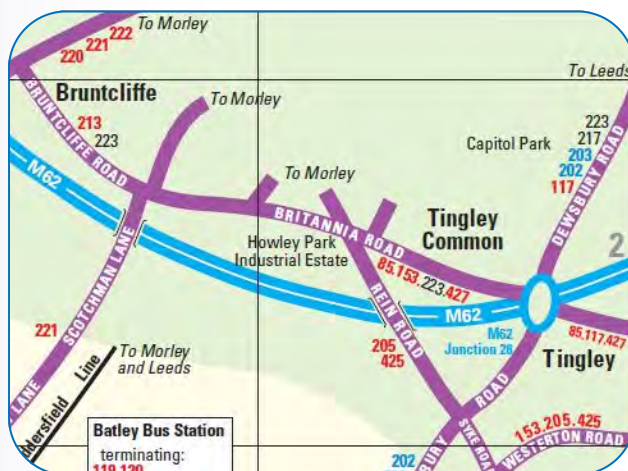 To Morley
222
221
220
To Leeds
Bruntcliffe
To Morley
213
223
BRUNTCLIFFE ROAD
M62
223
217
203
202
117
Capitol Park
DEWSBURY ROAD
To Morley
BRITANNIA ROAD
Tingley
Common
2
Howley Park
Industrial Estate
85.153.223.427
SCOTCHMAN LANE
REIN ROAD
M62
M62
Junction 28
85.117.427
Tingley
221
205
425
To Morley
and Leeds
LANE
Line
ROAD
SYKE ROAD
153.205.425
WESTERTON ROAD
Batley Bus Station
terminating:
119.120
202